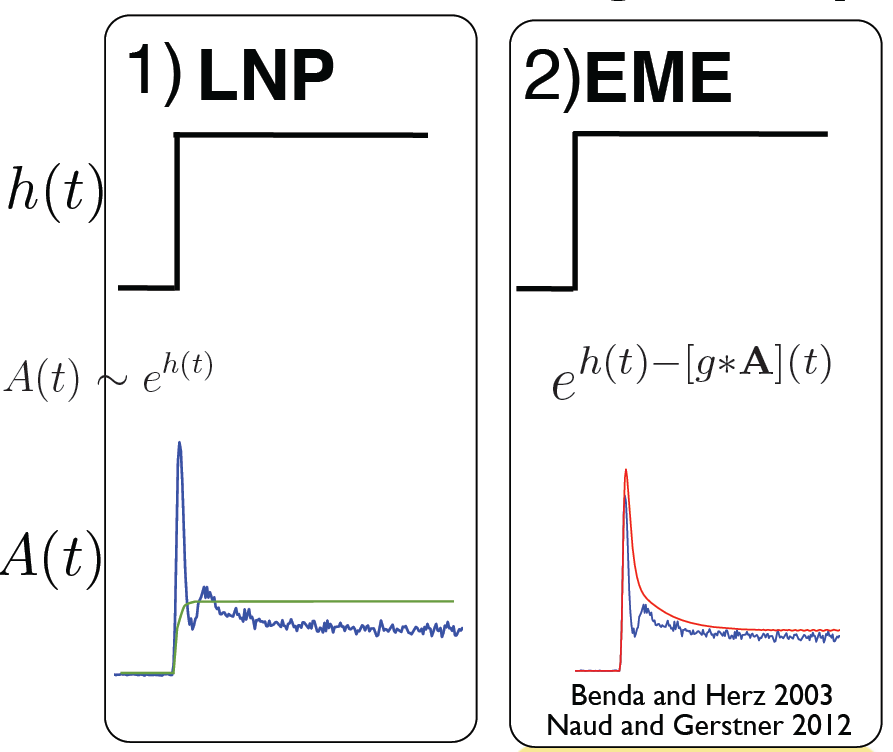 1) LNP
2)EME
h(t)
A(t) ∼ e^{h(t)}
e^{h(t)−[g∗A](t)}
A(t)
Benda and Herz 2003
Naud and Gerstner 2012